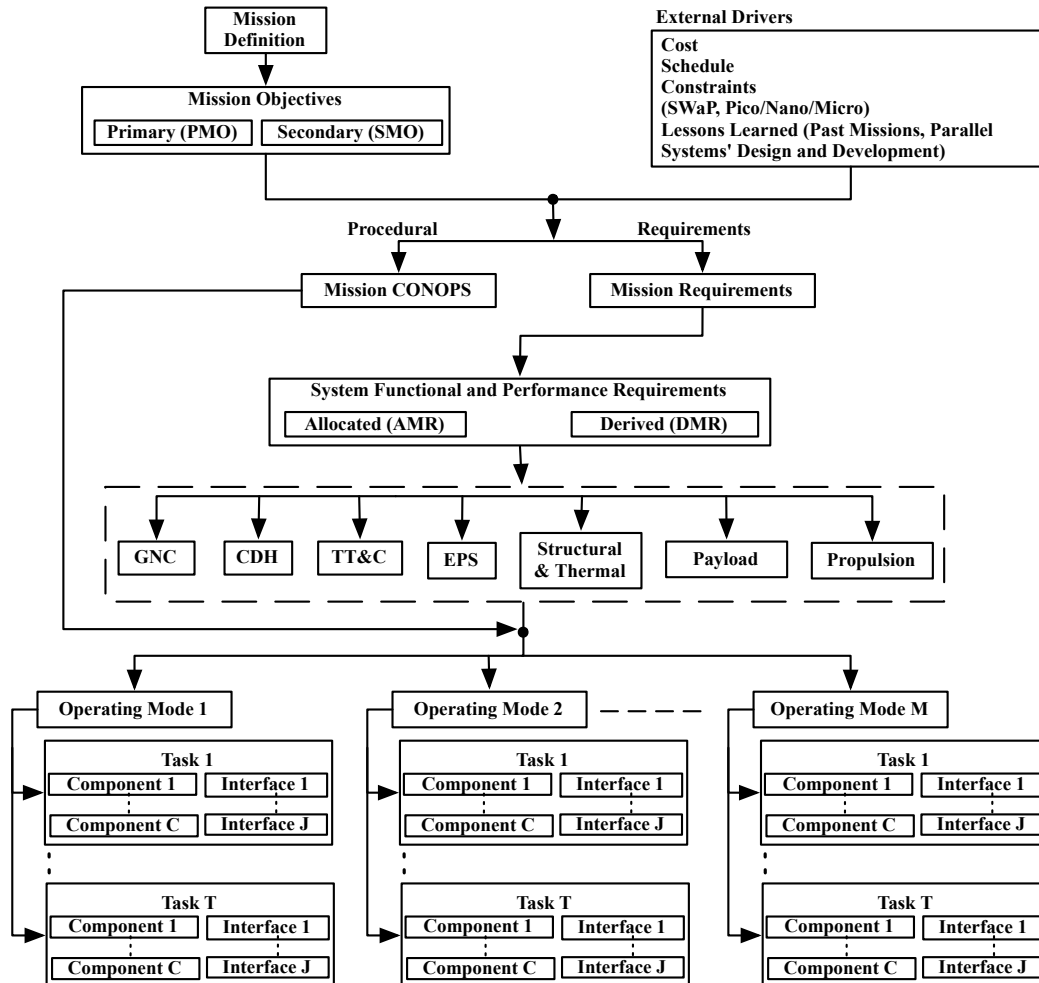 Mission
Definition
External Drivers
Cost
Schedule
Constraints
(SWaP, Pico/Nano/Micro)
Lessons Learned (Past Missions, Parallel
Systems' Design and Development)
Mission Objectives
Primary (PMO)
Secondary (SMO)
Procedural
Requirements
Mission CONOPS
Mission Requirements
System Functional and Performance Requirements
Allocated (AMR)
Derived (DMR)
GNC
CDH
TT&C
EPS
Structural
& Thermal
Payload
Propulsion
Operating Mode 1
Operating Mode 2
Operating Mode M
Task 1
Component 1
Interface 1
Component C
Interface J
Task 1
Component 1
Interface 1
Component C
Interface J
Task 1
Component 1
Interface 1
Component C
Interface J
Task T
Component 1
Interface 1
Component C
Interface J
Task T
Component 1
Interface 1
Component C
Interface J
Task T
Component 1
Interface 1
Component C
Interface J